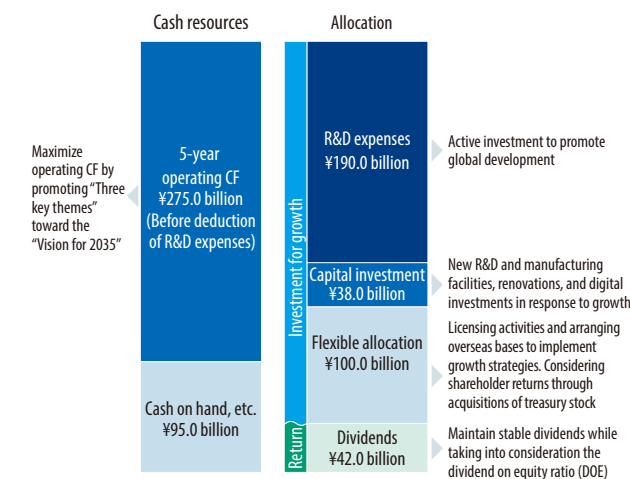 Cash resources
Allocation
Maximize
operating CF by
promoting “Three
key themes”
toward the
“Vision for 2035”
5-year
operating CF
¥275.0 billion
(Before deduction
of R&D expenses)
Cash on hand, etc.
¥95.0 billion
Investment for growth
Return
R&D expenses
¥190.0 billion
Active investment to promote
global development
Capital investment
¥38.0 billion
New R&D and manufacturing
facilities, renovations, and digital
investments in response to growth
Flexible allocation
¥100.0 billion
Licensing activities and arranging
overseas bases to implement
growth strategies. Considering
shareholder returns through
acquisitions of treasury stock
Dividends
¥42.0 billion
Maintain stable dividends while
taking into consideration the
dividend on equity ratio (DOE)